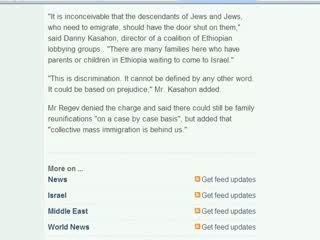 "It is inconceivable that the descendants of Jews and Jews,
who need to emigrate, should have the door shut on them,"
said Danny Kasahon, director of a coalition of Ethiopian
lobbying groups.. "There are many families here who have
parents or children in Ethiopia waiting to come to Israel."
"This is discrimination. It cannot be defined by any other word.
It could be based on prejudice," Mr. Kasahon added.
Mr Regev denied the charge and said there could still be family
reunifications "on a case by case basis", but added that
"collective mass immigration is behind us."
More on ...
News Get feed updates
Israel Get feed updates
Middle East Get feed updates
World News Get feed updates